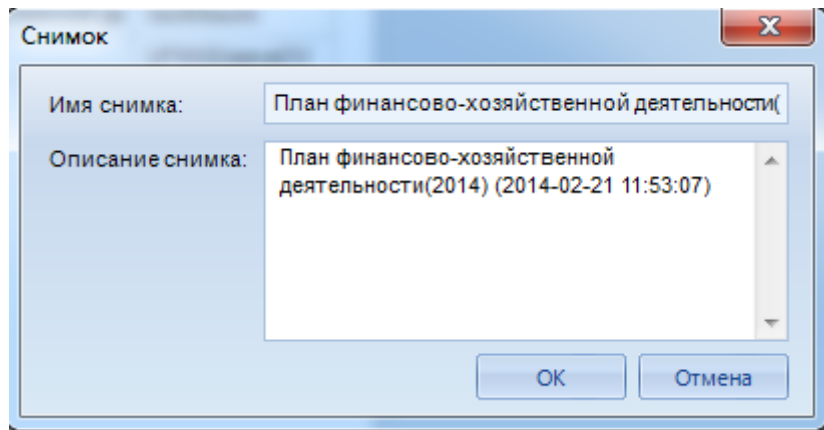 Снимок
Имя снимка:
План финансово-хозяйственной деятельности(
Описание снимка:
План финансово-хозяйственной
деятельности(2014) (2014-02-21 11:53:07)
ОК
Отмена